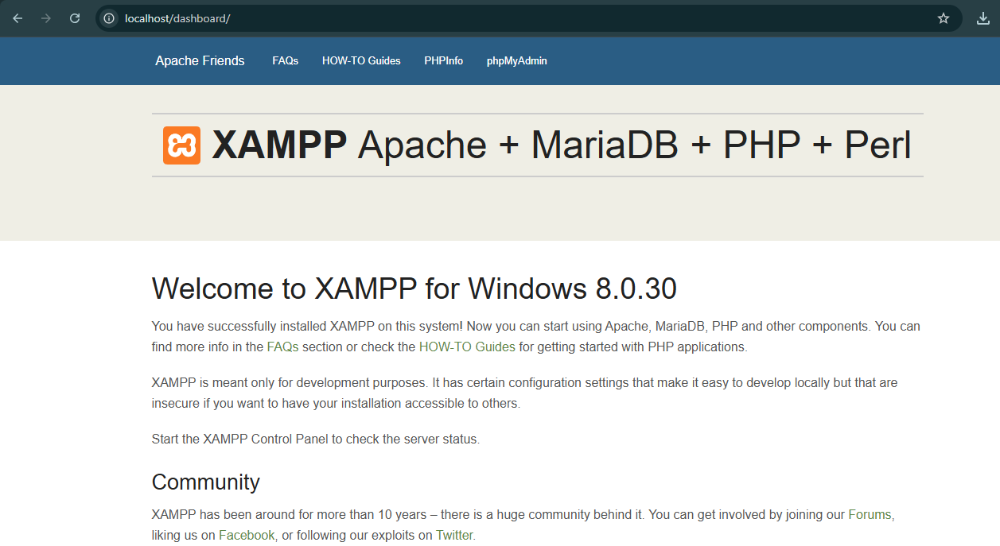 localhost/dashboard/
Apache Friends FAQs HOW-TO Guides PHPInfo phpMyAdmin
XAMPP Apache + MariaDB + PHP + Perl
Welcome to XAMPP for Windows 8.0.30
You have successfully installed XAMPP on this system! Now you can start using Apache, MariaDB, PHP and other components. You can
find more info in the FAQs section or check the HOW-TO Guides for getting started with PHP applications.
XAMPP is meant only for development purposes. It has certain configuration settings that make it easy to develop locally but that are
insecure if you want to have your installation accessible to others.
Start the XAMPP Control Panel to check the server status.
Community
XAMPP has been around for more than 10 years – there is a huge community behind it. You can get involved by joining our Forums,
liking us on Facebook, or following our exploits on Twitter.